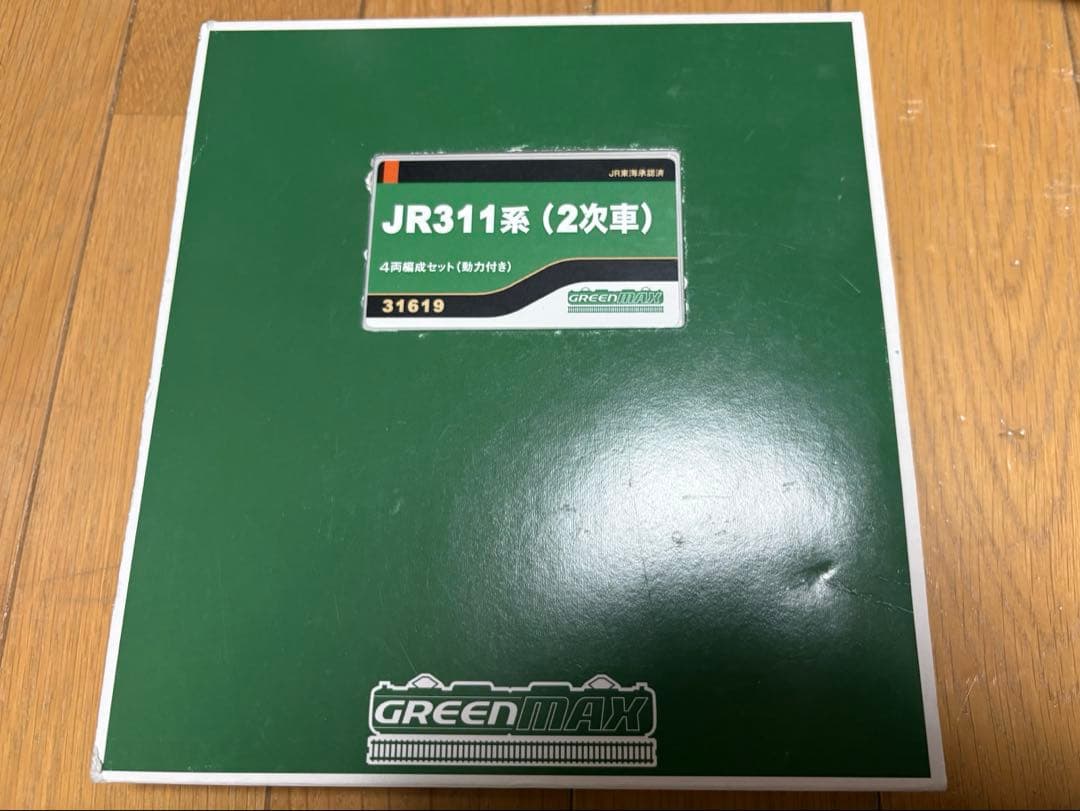 JR東海承認済
JR311系（2次車）
4両編成セット（動力付き）
31619
GREENMAX
GREENMAX